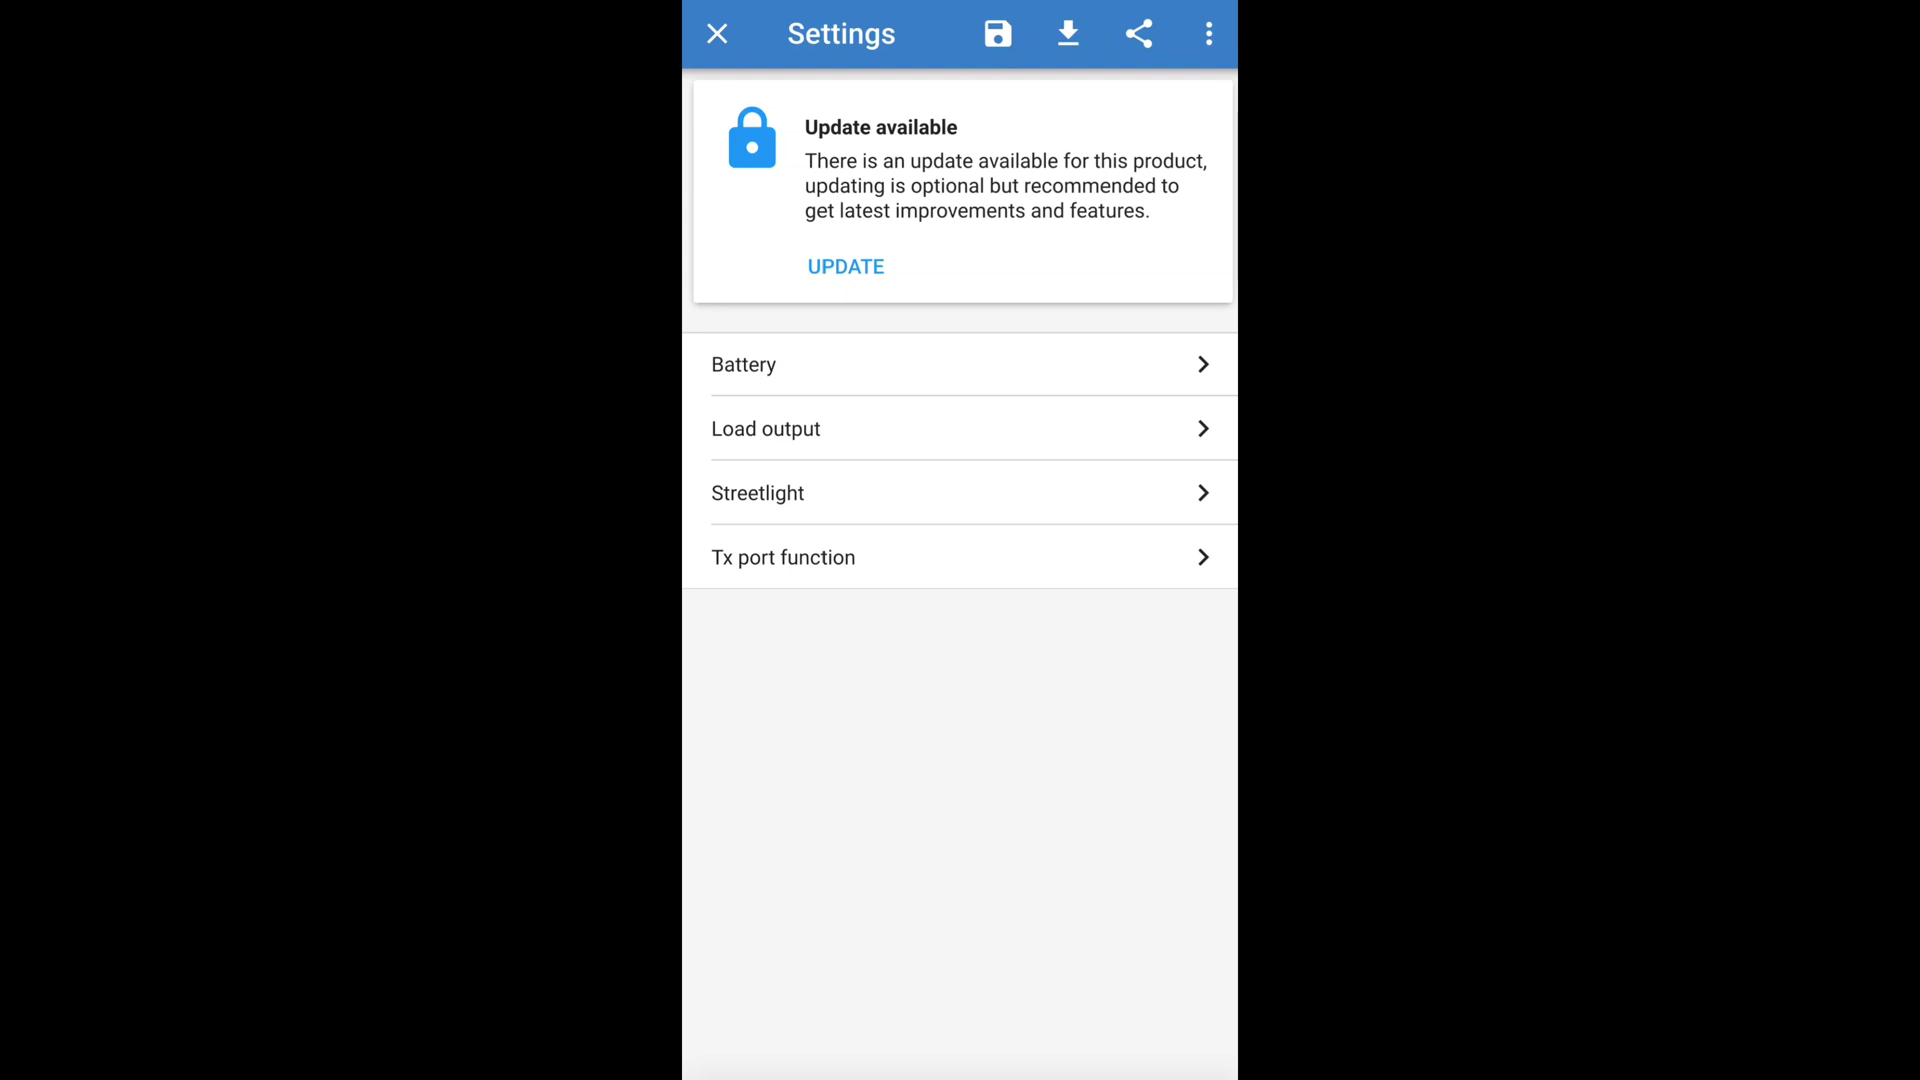 Settings
Update available
There is an update available for this product,
updating is optional but recommended to
get latest improvements and features.
UPDATE
Battery
Load output
Streetlight
Tx port function